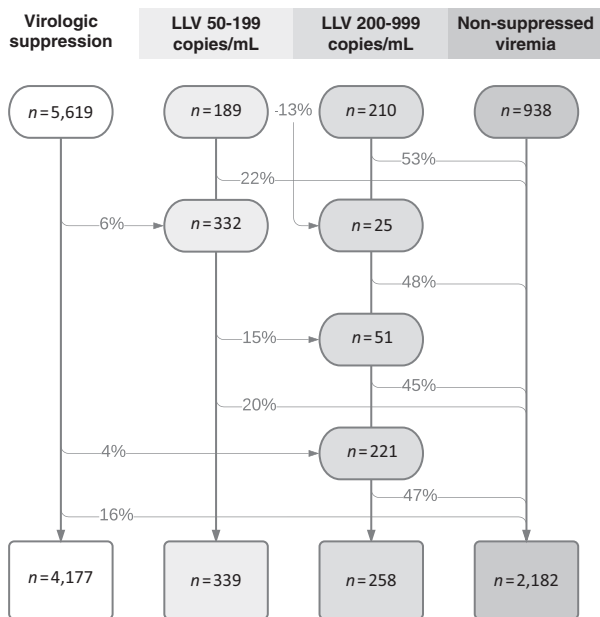 Virologic suppression
LLV 50-199 copies/mL
LLV 200-999 copies/mL
Non-suppressed viremia
n=5,619
n=189
-13%
n=210
n=938
53%
22%
6%
n=332
n=25
48%
15%
n=51
45%
20%
4%
n=221
47%
16%
n=4,177
n=339
n=258
n=2,182